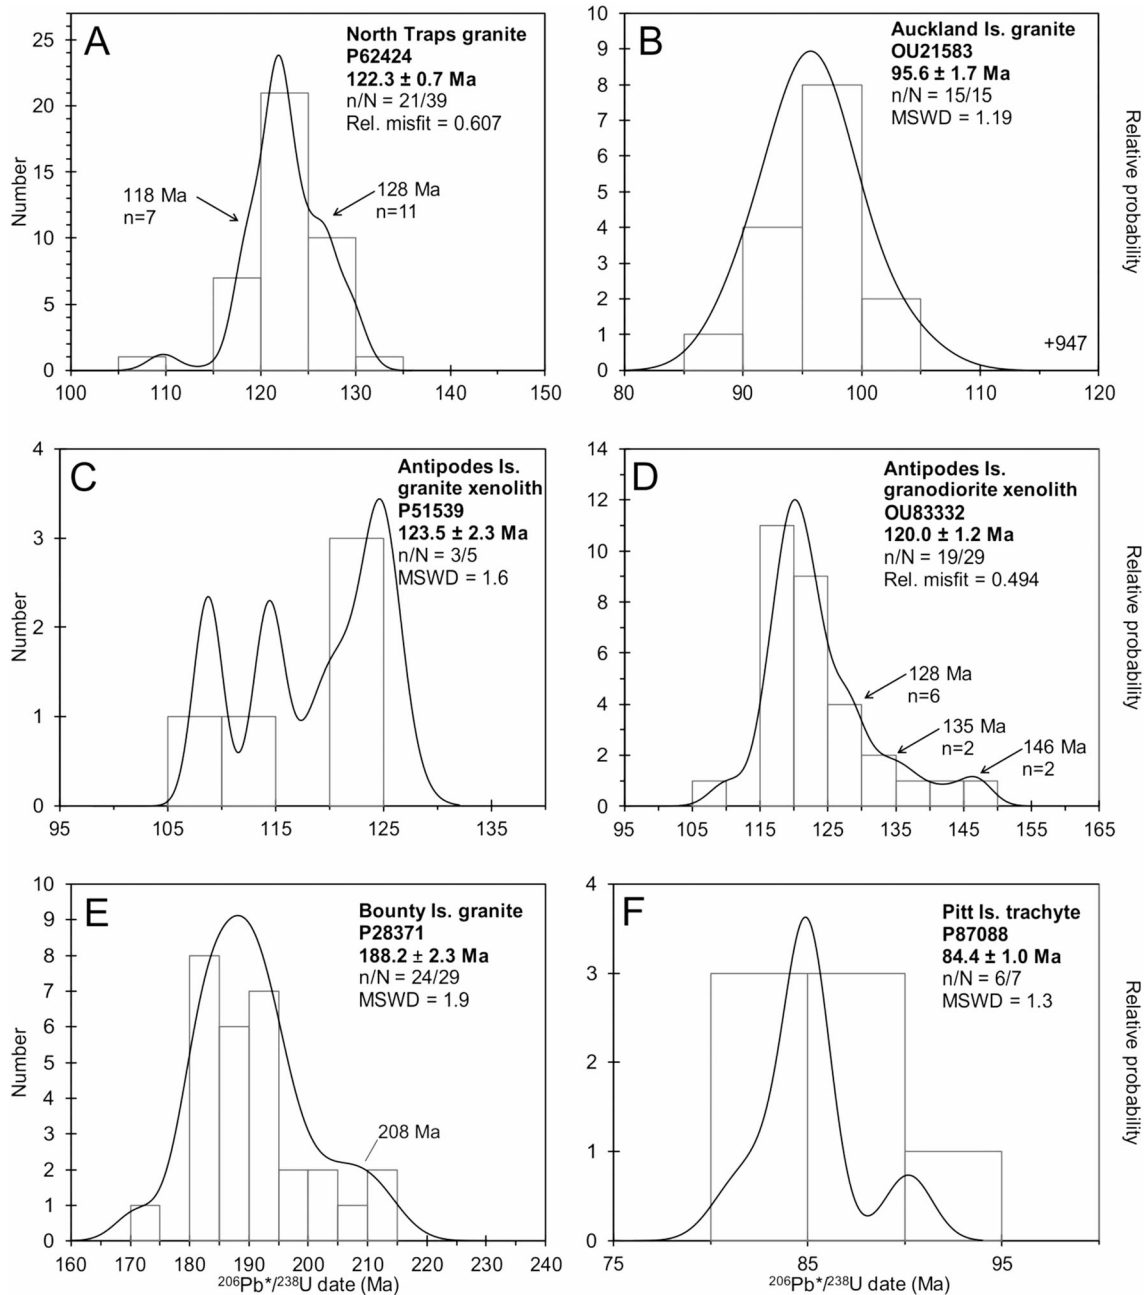 A
North Traps granite
P62424
122.3 ± 0.7 Ma
n/N = 21/39
Rel. misfit = 0.607
118 Ma
n=7
128 Ma
n=11
Number
0
5
10
15
20
25
100
110
120
130
140
150
B
Auckland Is. granite
OU21583
95.6 ± 1.7 Ma
n/N = 15/15
MSWD = 1.19
+947
Relative probability
0
1
2
3
4
5
6
7
8
9
10
80
90
100
110
120
C
Antipodes Is.
granite xenolith
P51539
123.5 ± 2.3 Ma
n/N = 3/5
MSWD = 1.6
Number
0
1
2
3
4
95
105
115
125
135
D
Antipodes Is.
granodiorite xenolith
OU83332
120.0 ± 1.2 Ma
n/N = 19/29
Rel. misfit = 0.494
128 Ma
n=6
135 Ma
n=2
146 Ma
n=2
Relative probability
0
2
4
6
8
10
12
14
95
105
115
125
135
145
155
165
E
Bounty Is. granite
P28371
188.2 ± 2.3 Ma
n/N = 24/29
MSWD = 1.9
208 Ma
Number
0
1
2
3
4
5
6
7
8
9
10
160
170
180
190
200
210
220
230
240
²⁰⁶Pb*/²³⁸U date (Ma)
F
Pitt Is. trachyte
P87088
84.4 ± 1.0 Ma
n/N = 6/7
MSWD = 1.3
Relative probability
0
1
2
3
4
75
85
95
²⁰⁶Pb*/²³⁸U date (Ma)